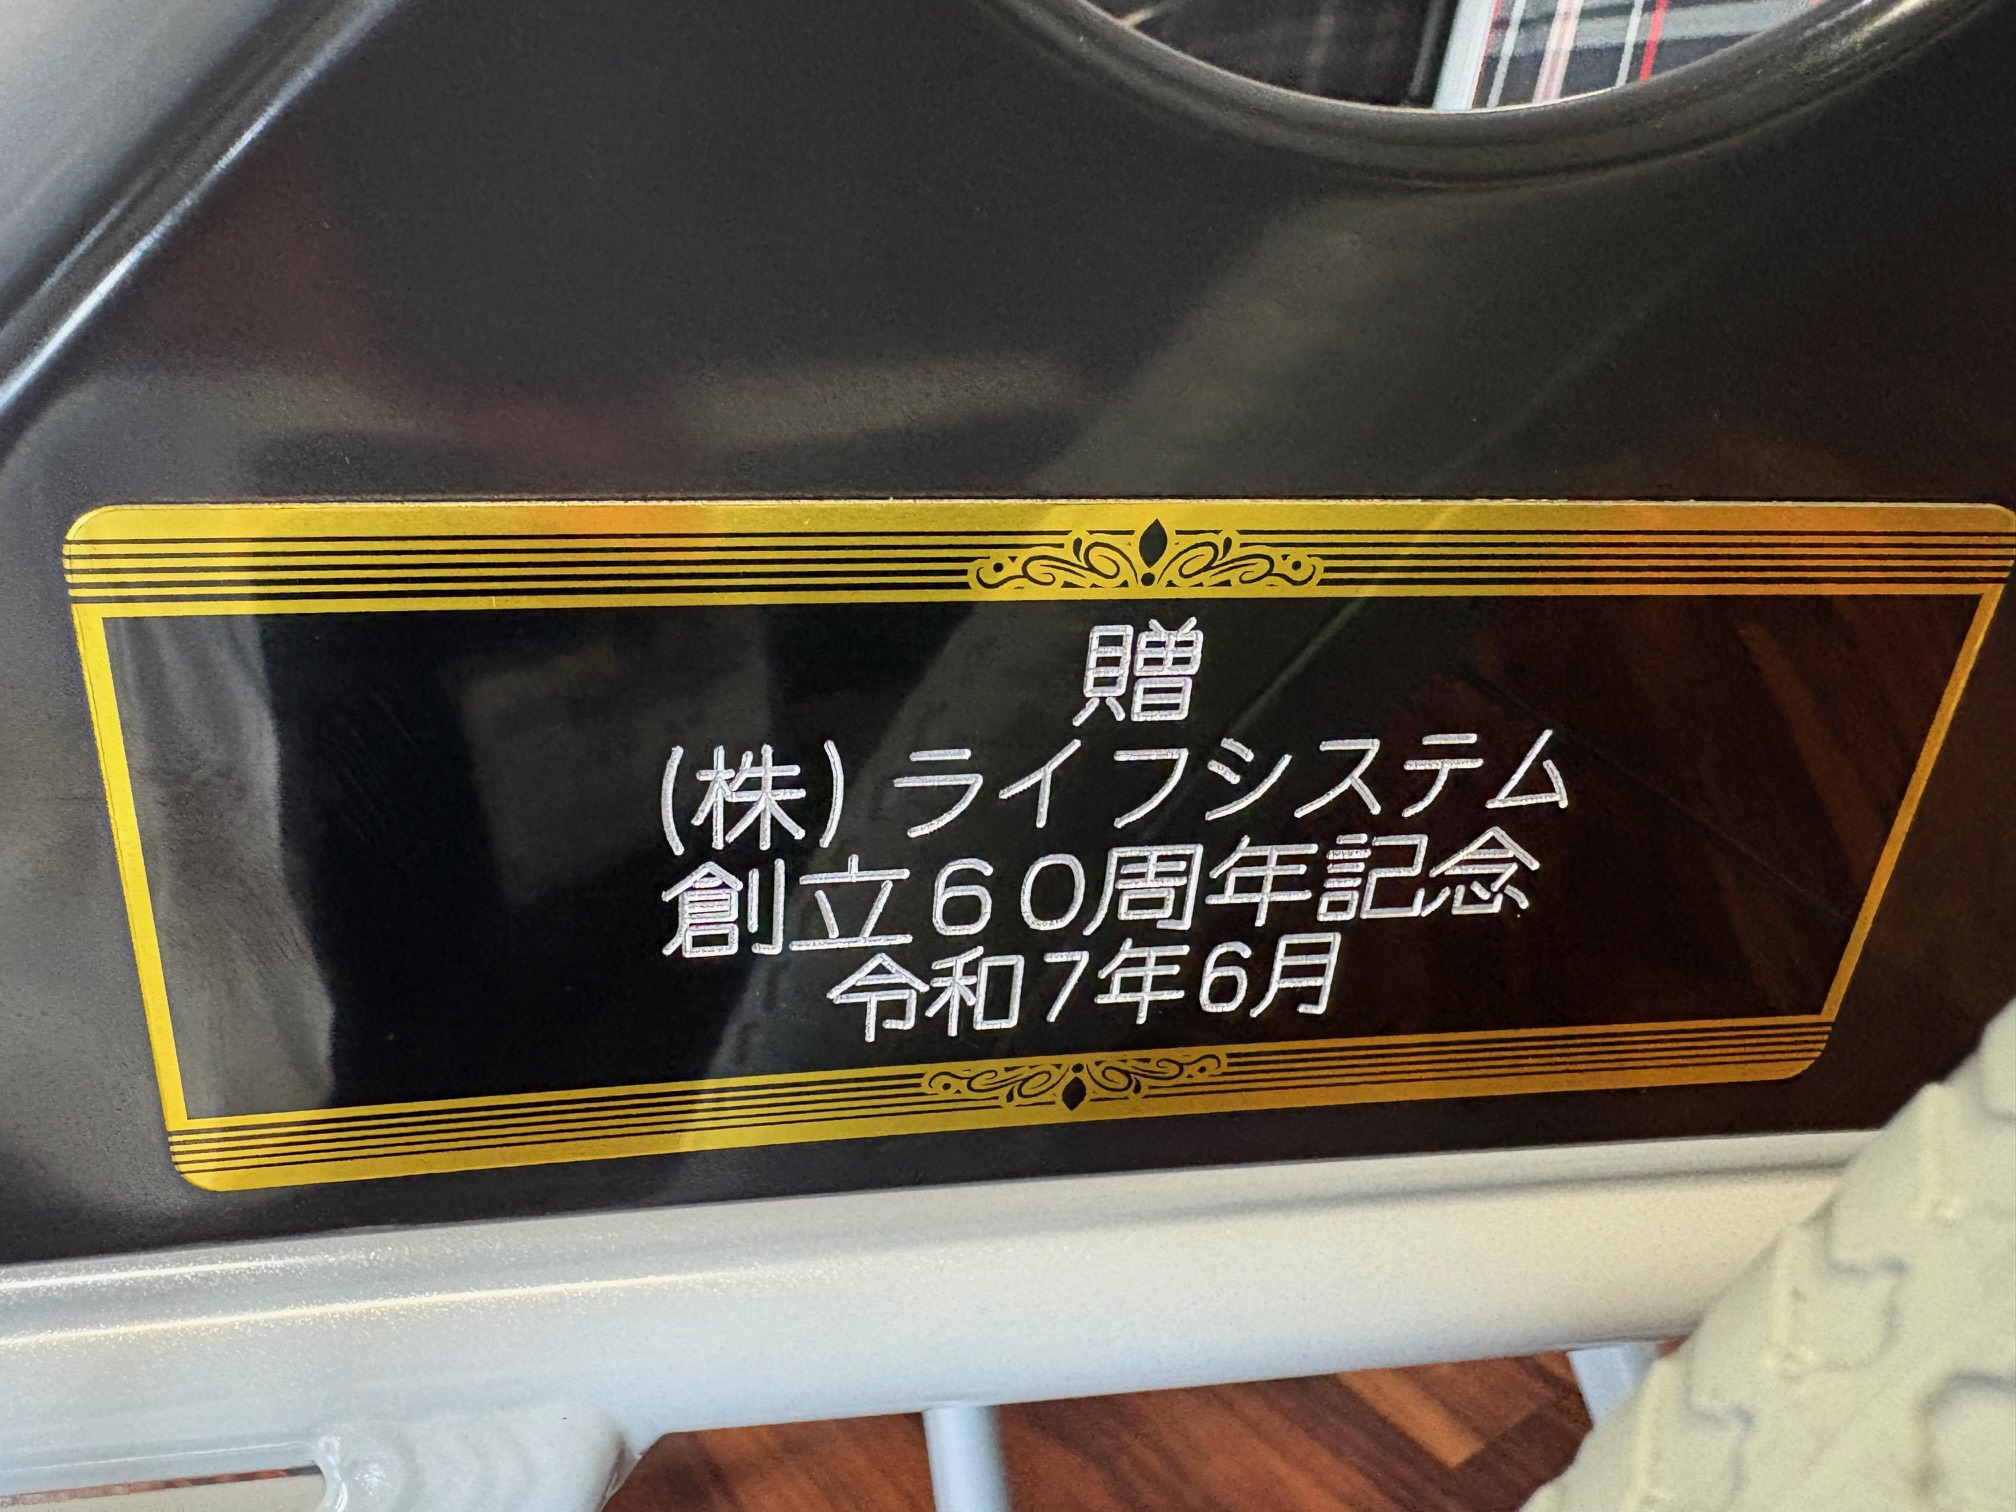 贈
(株)ライフシステム
創立６０周年記念
令和7年6月